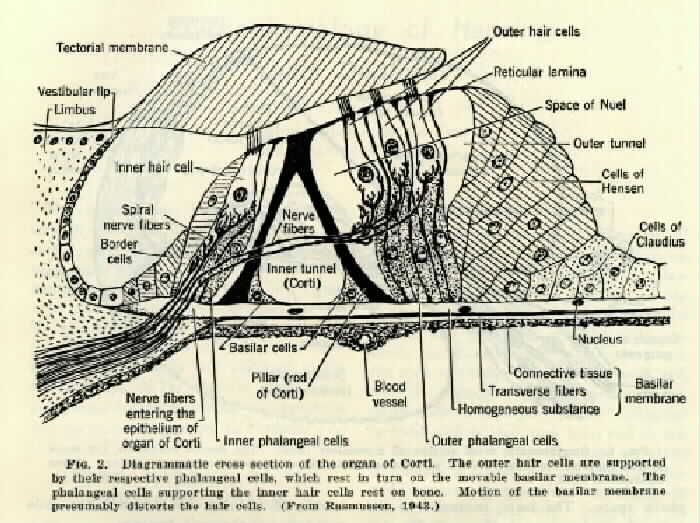 Tectorial membrane
Outer hair cells
Reticular lamina
Vestibular lip
Limbus
Space of Nuel
Outer tunnel
Inner hair cell
Cells of
Hensen
Spiral
nerve fibers
Nerve
fibers
Border
cells
Cells of
Claudius
Inner tunnel
(Corti)
Nucleus
Basilar cells
Pillar (rod
of Corti)
Blood
vessel
Connective tissue
Transverse fibers
Homogeneous substance
Basilar
membrane
Nerve fibers
entering the
epithelium of
organ of Corti
Inner phalangeal cells
Outer phalangeal cells
FIG. 2. Diagrammatic cross section of the organ of Corti. The outer hair cells are supported
by their respective phalangeal cells, which rest in turn on the movable basilar membrane. The
phalangeal cells supporting the inner hair cells rest on bone. Motion of the basilar membrane
presumably distorts the hair cells. (From Rasmussen, 1943.)